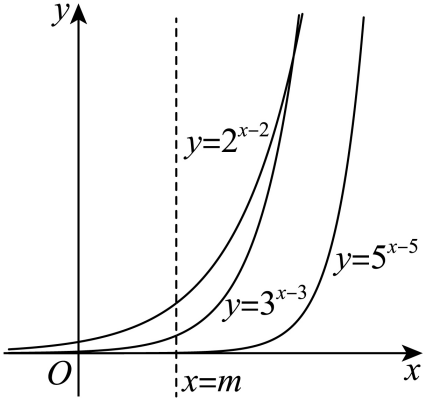 y
y=2^{x-2}
y=5^{x-5}
y=3^{x-3}
O
x=m
x